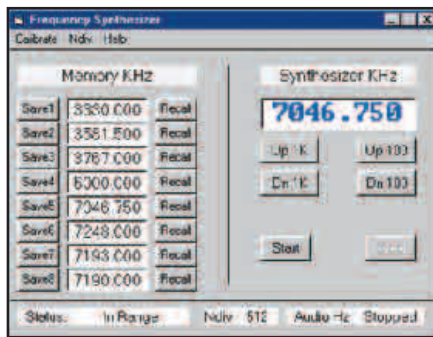 Frequency Synthesizer
Calibrate Ndiv Help
Memory KHz
Synthesizer KHz
Save1 3330.000 Recall
Save2 3581.500 Recall
Save3 3767.000 Recall
Save4 5000.000 Recall
Save5 7046.750 Recall
Save6 7248.000 Recall
Save7 7193.000 Recall
Save8 7190.000 Recall
7046.750
Up 1K Up 100
Dn 1K Dn 100
Start
Status: In Range Ndiv 512 Audio Hz Stopped